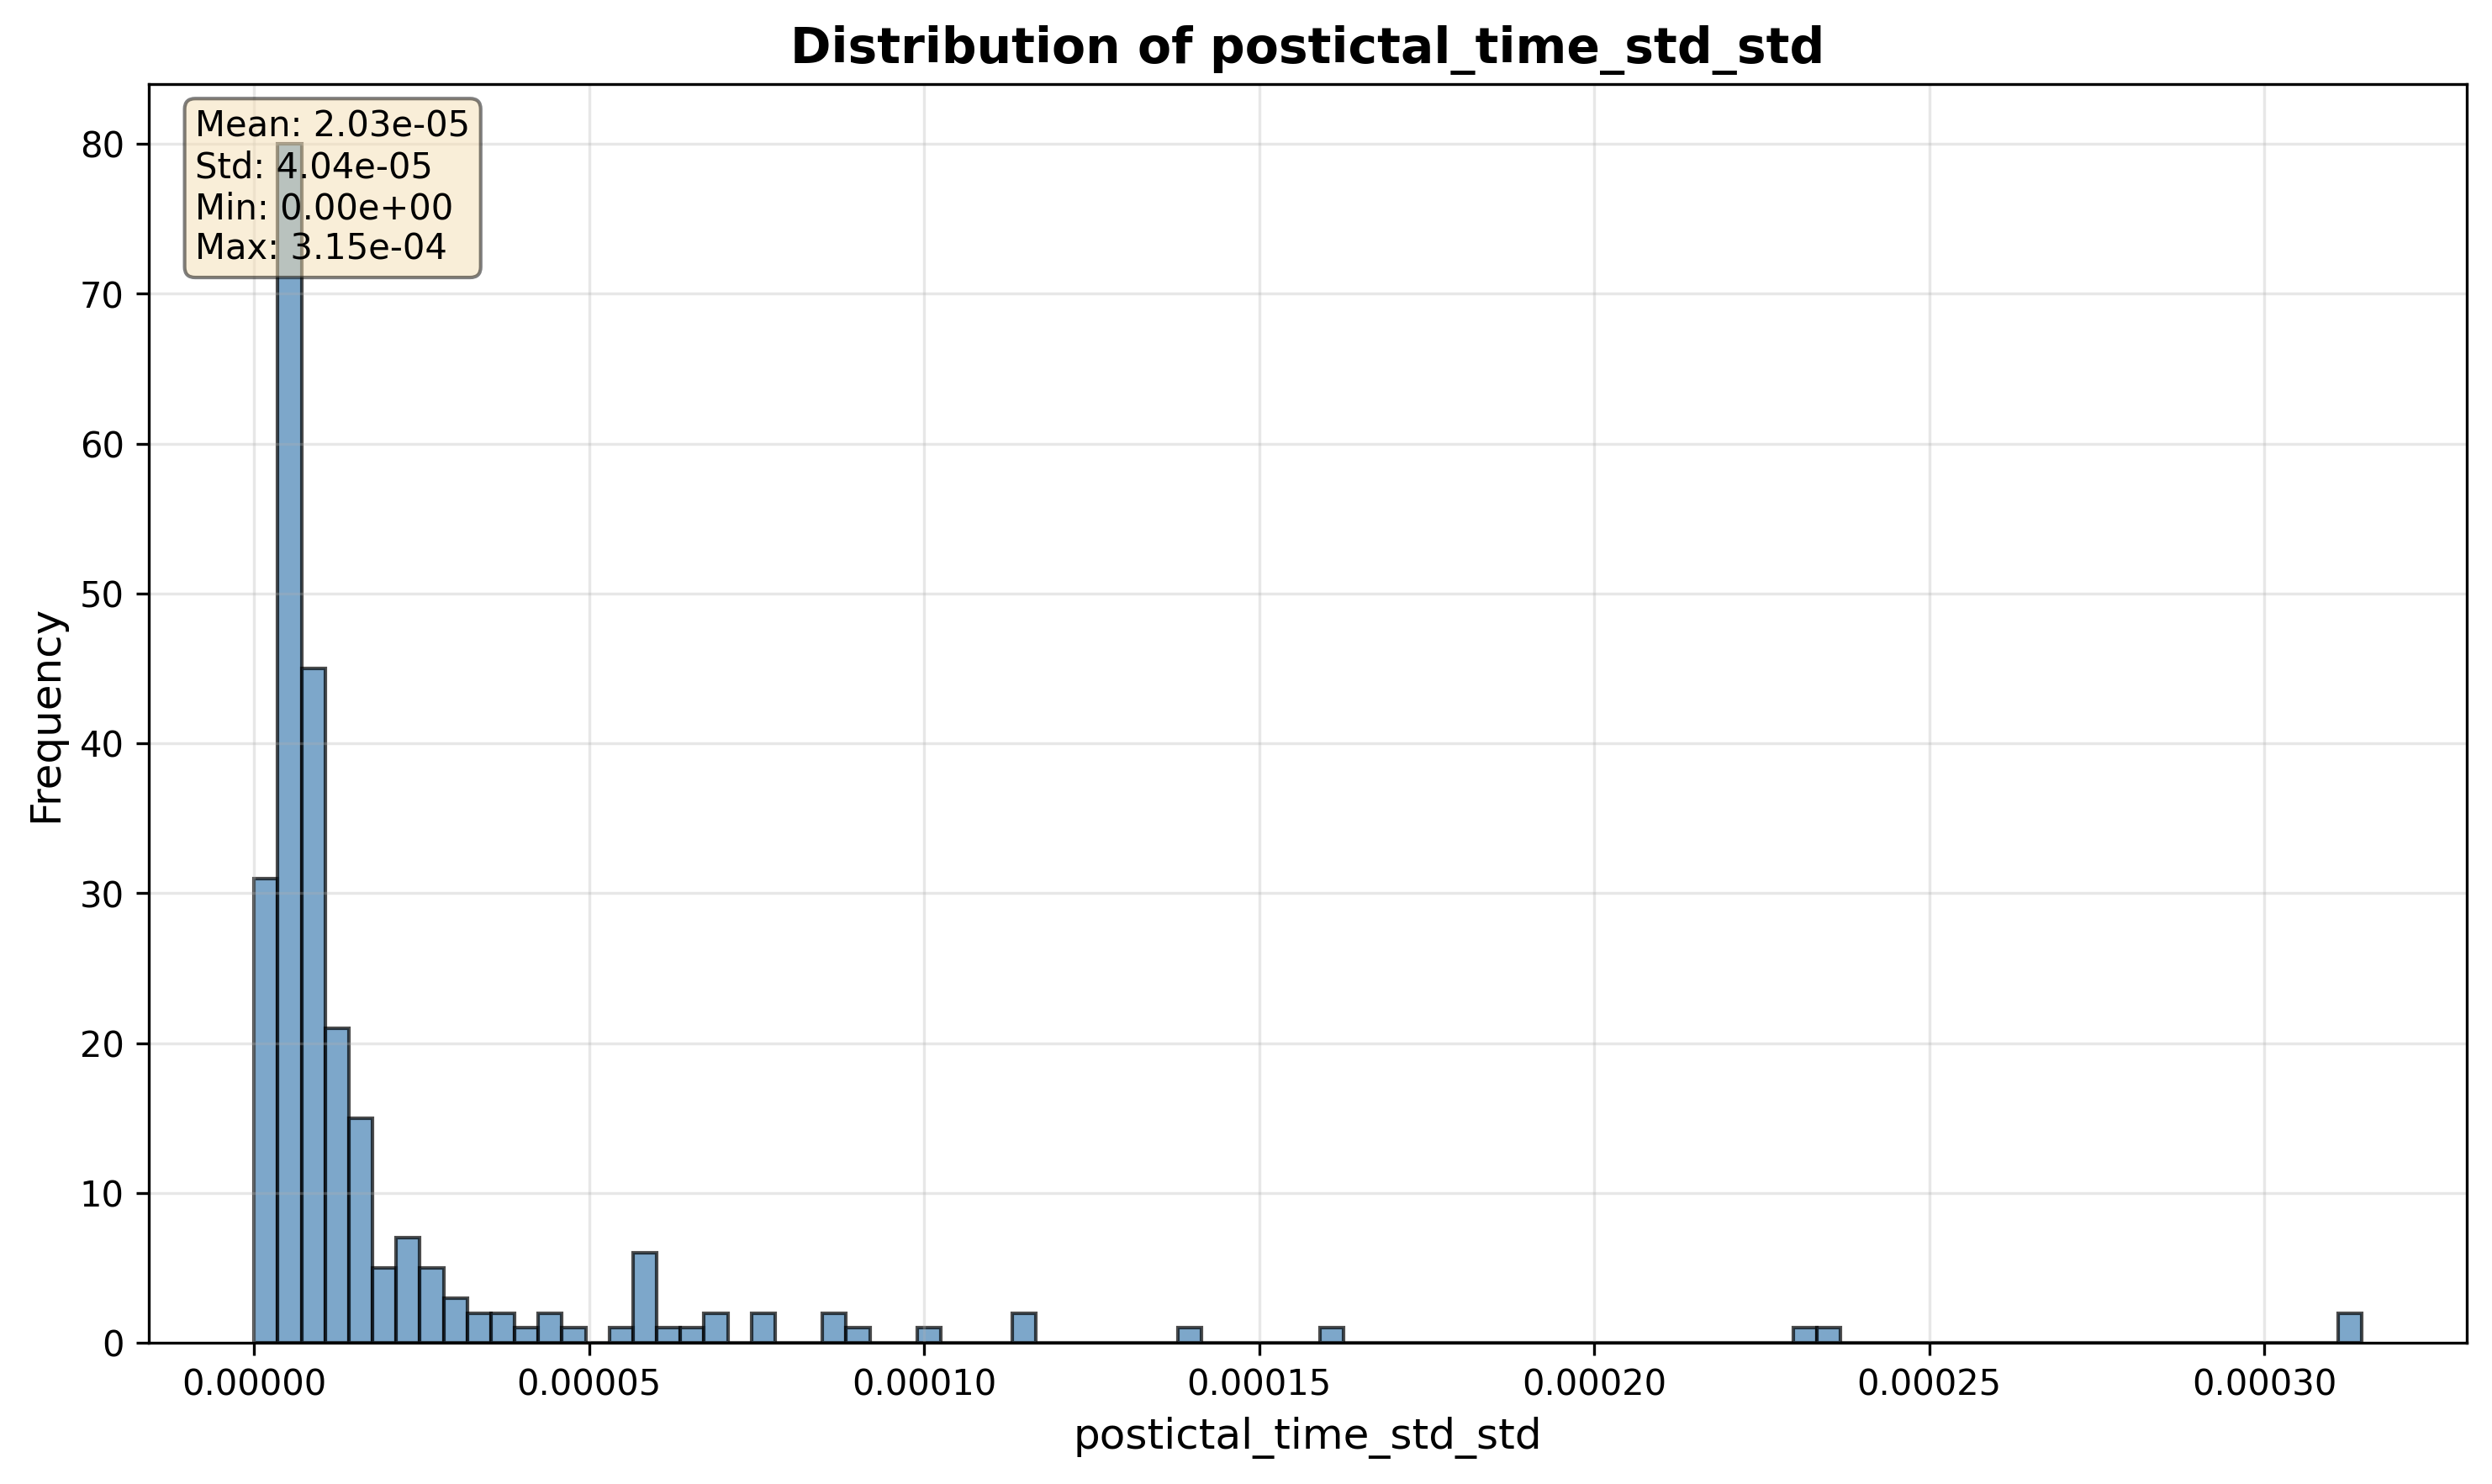 Distribution of postictal_time_std_std
Mean: 2.03e-05
Std: 4.04e-05
Min: 0.00e+00
Max: 3.15e-04
80
70
60
50
40
30
20
10
0
Frequency
0.00000 0.00005 0.00010 0.00015 0.00020 0.00025 0.00030
postictal_time_std_std